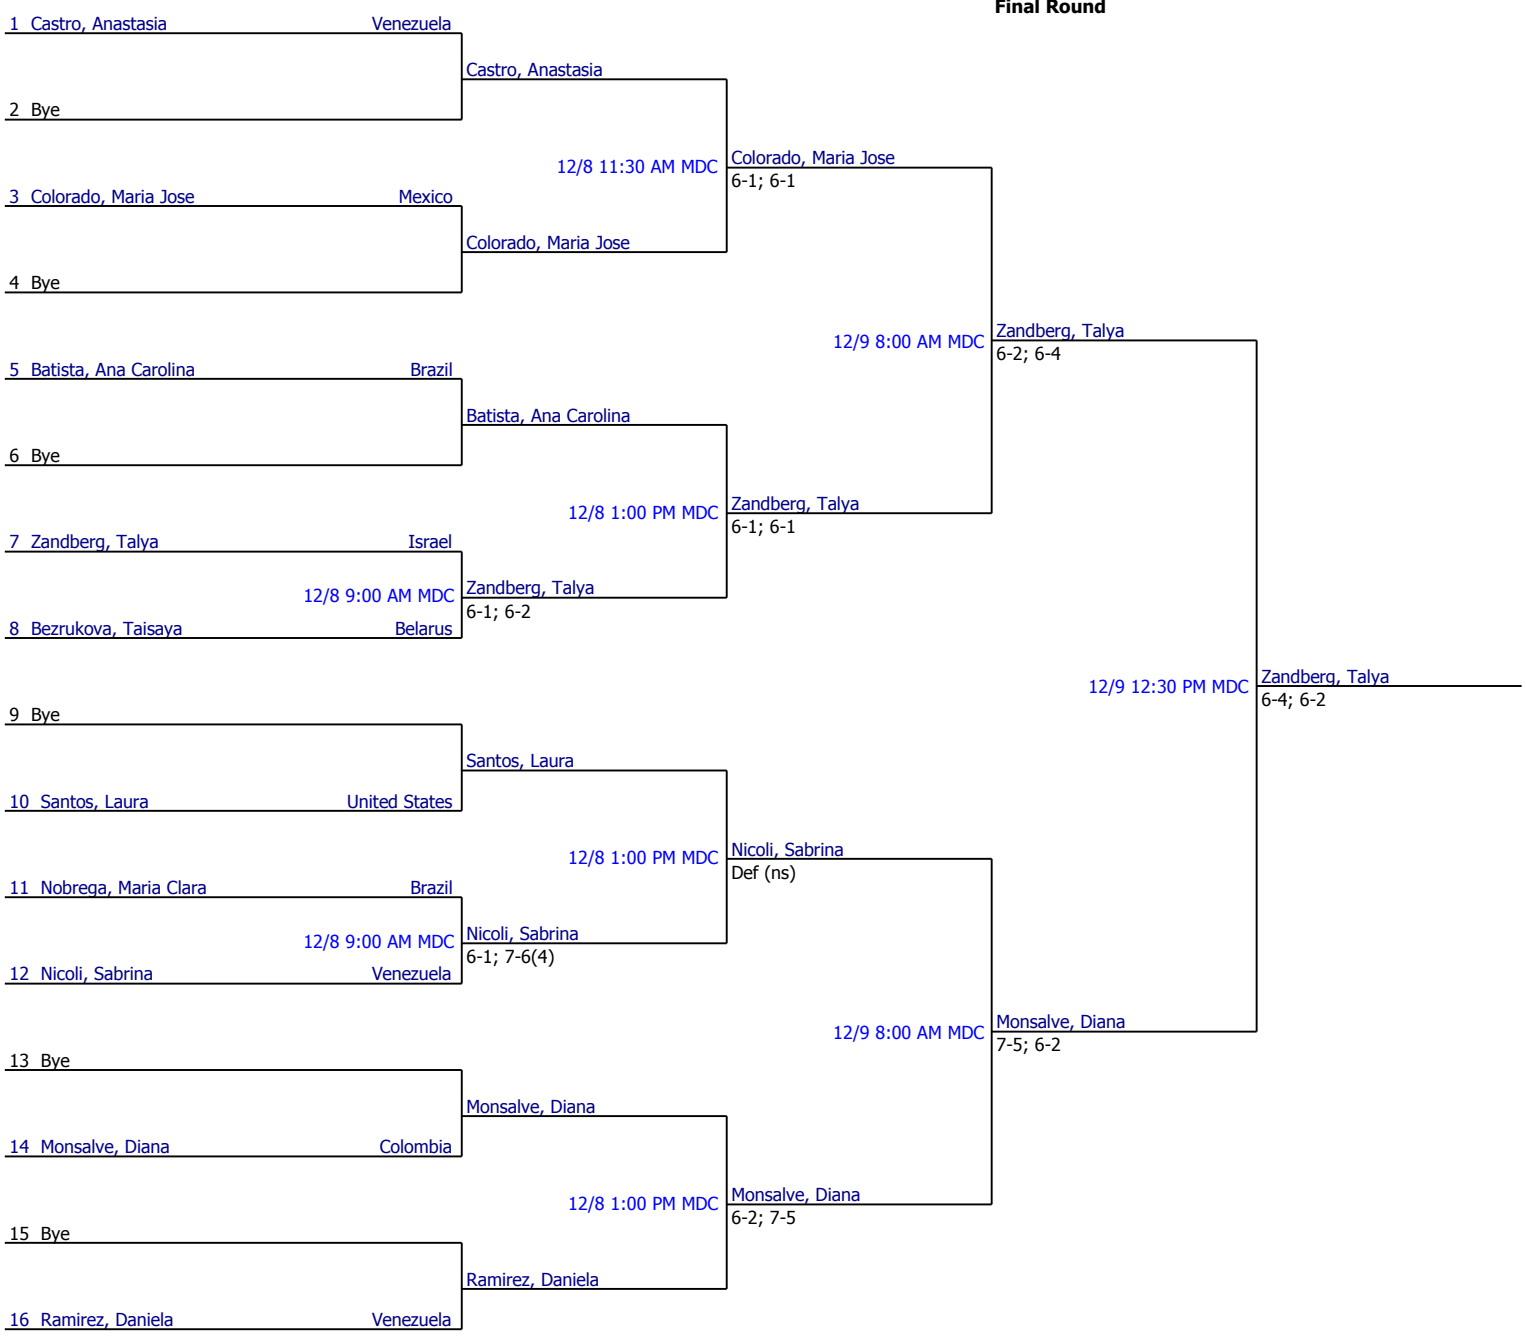 Final Round
1 Castro, Anastasia Venezuela
Castro, Anastasia
2 Bye
12/8 11:30 AM MDC Colorado, Maria Jose
6-1; 6-1
3 Colorado, Maria Jose Mexico
Colorado, Maria Jose
4 Bye
12/9 8:00 AM MDC Zandberg, Talya
6-2; 6-4
5 Batista, Ana Carolina Brazil
Batista, Ana Carolina
6 Bye
12/8 1:00 PM MDC Zandberg, Talya
6-1; 6-1
7 Zandberg, Talya Israel
12/8 9:00 AM MDC Zandberg, Talya
6-1; 6-2
8 Bezrukova, Taisaya Belarus
12/9 12:30 PM MDC Zandberg, Talya
6-4; 6-2
9 Bye
Santos, Laura
10 Santos, Laura United States
12/8 1:00 PM MDC Nicoli, Sabrina
Def (ns)
11 Nobrega, Maria Clara Brazil
12/8 9:00 AM MDC Nicoli, Sabrina
6-1; 7-6(4)
12 Nicoli, Sabrina Venezuela
12/9 8:00 AM MDC Monsalve, Diana
7-5; 6-2
13 Bye
Monsalve, Diana
14 Monsalve, Diana Colombia
12/8 1:00 PM MDC Monsalve, Diana
6-2; 7-5
15 Bye
Ramirez, Daniela
16 Ramirez, Daniela Venezuela